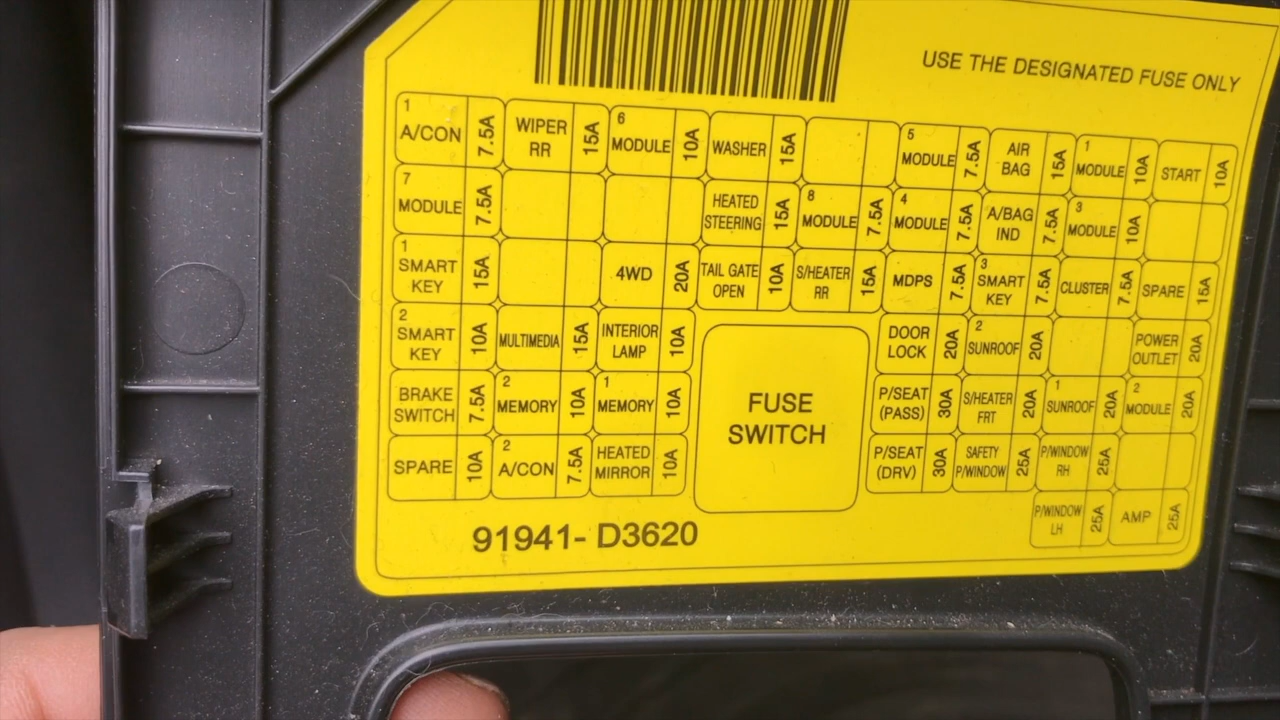 USE THE DESIGNATED FUSE ONLY
1 A/CON 7.5A WIPER RR 15A 6 MODULE 10A WASHER 15A 5 MODULE 7.5A AIR BAG 15A 1 MODULE 10A START 10A
7 MODULE 7.5A HEATED STEERING 15A 8 MODULE 7.5A 4 MODULE 7.5A A/BAG IND 7.5A 3 MODULE 10A
1 SMART KEY 15A 4WD 20A TAIL GATE OPEN 10A S/HEATER RR 15A MDPS 7.5A 3 SMART KEY 7.5A CLUSTER 7.5A SPARE 15A
2 SMART KEY 10A MULTIMEDIA 15A INTERIOR LAMP 10A DOOR LOCK 20A 2 SUNROOF 20A POWER OUTLET 20A
BRAKE SWITCH 7.5A 2 MEMORY 10A 1 MEMORY 10A FUSE SWITCH P/SEAT (PASS) 30A S/HEATER FRT 20A 1 SUNROOF 20A 2 MODULE 20A
SPARE 10A 2 A/CON 7.5A HEATED MIRROR 10A P/SEAT (DRV) 30A SAFETY P/WINDOW 25A P/WINDOW RH 25A
P/WINDOW LH 25A AMP 25A
91941- D3620